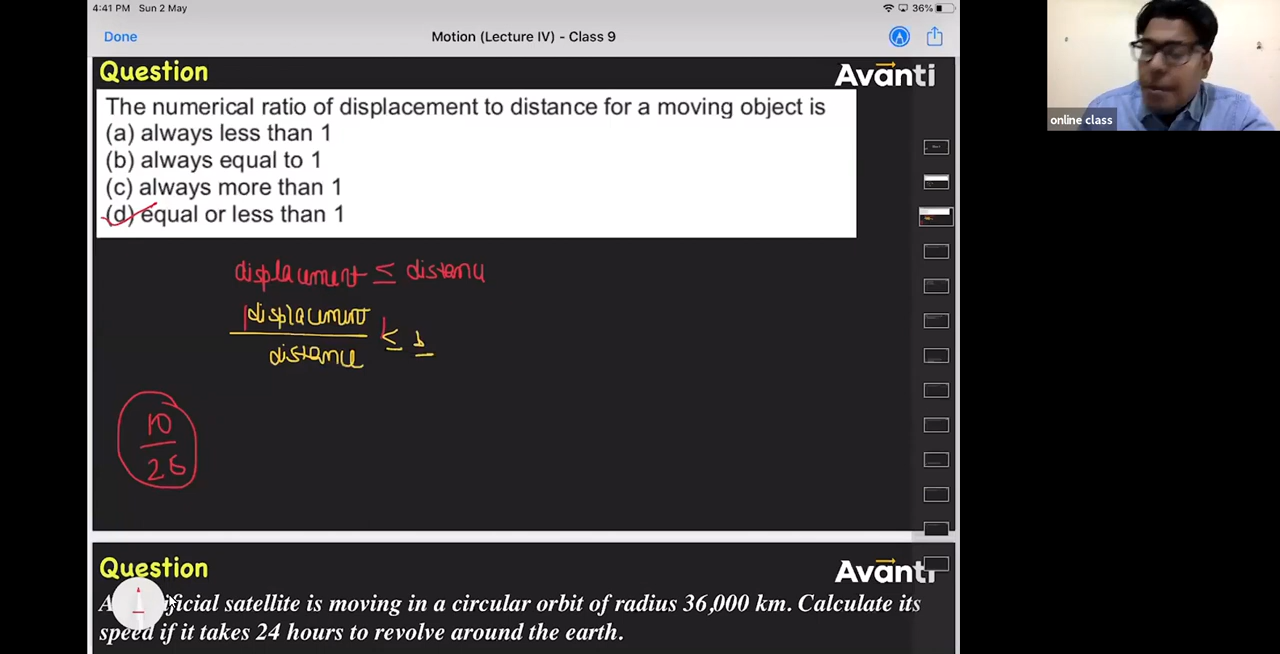 4:41 PM Sun 2 May
36%
Done
Motion (Lecture IV) - Class 9
Question
Avanti
The numerical ratio of displacement to distance for a moving object is
(a) always less than 1
(b) always equal to 1
(c) always more than 1
(d) equal or less than 1
online class
displacement ≤ distance
displacement
distance
≤ 1
10
Question
Avanti
satellite is moving in a circular orbit of radius 36,000 km. Calculate its
speed if it takes 24 hours to revolve around the earth.